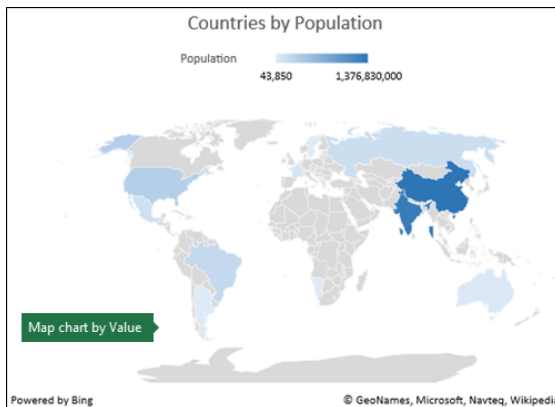 Countries by Population
Population
43,850 1,376,830,000
Map chart by Value
Powered by Bing © GeoNames, Microsoft, Navteq, Wikipedia